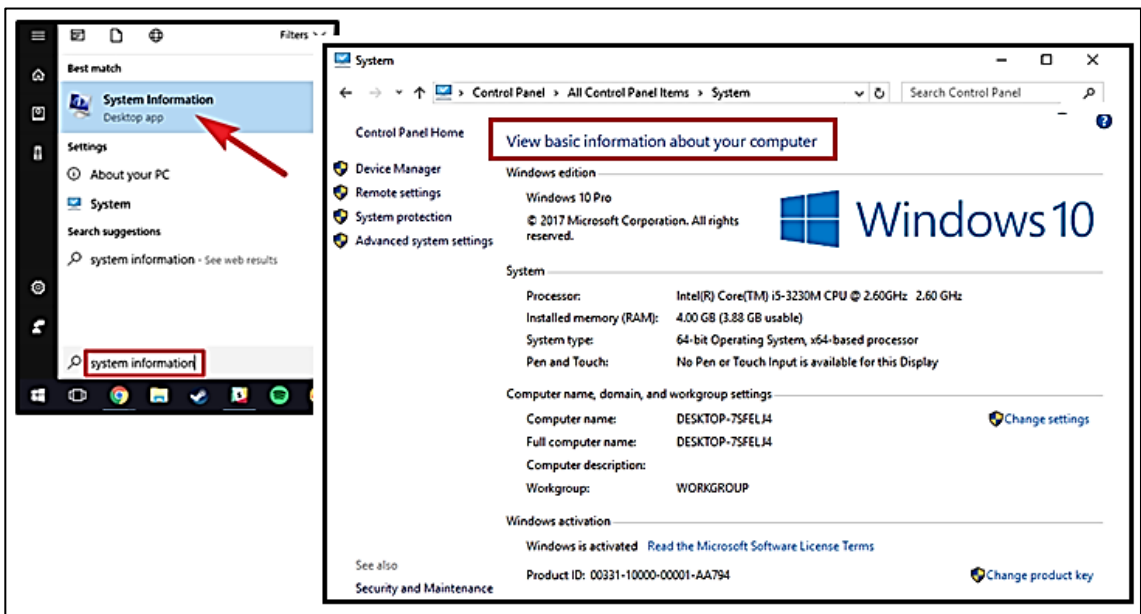 Filters
Best match
System Information
Desktop app
Settings
About your PC
System
Search suggestions
system information - See web results
system information
System
Control Panel > All Control Panel Items > System
Search Control Panel
Control Panel Home
Device Manager
Remote settings
System protection
Advanced system settings
See also
Security and Maintenance
View basic information about your computer
Windows edition
Windows 10 Pro
© 2017 Microsoft Corporation. All rights
reserved.
Windows 10
System
Processor: Intel(R) Core(TM) i5-3230M CPU @ 2.60GHz 2.60 GHz
Installed memory (RAM): 4.00 GB (3.88 GB usable)
System type: 64-bit Operating System, x64-based processor
Pen and Touch: No Pen or Touch Input is available for this Display
Computer name, domain, and workgroup settings
Computer name: DESKTOP-7SFELJ4 Change settings
Full computer name: DESKTOP-7SFELJ4
Computer description:
Workgroup: WORKGROUP
Windows activation
Windows is activated Read the Microsoft Software License Terms
Product ID: 00331-10000-00001-AA794 Change product key